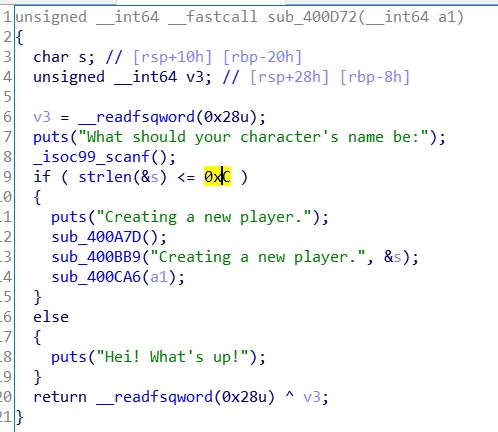 1 unsigned __int64 __fastcall sub_400D72(__int64 a1)
2 {
3 char s; // [rsp+10h] [rbp-20h]
4 unsigned __int64 v3; // [rsp+28h] [rbp-8h]
5
6 v3 = __readfsqword(0x28u);
7 puts("What should your character's name be:");
8 _isoc99_scanf();
9 if ( strlen(&s) <= 0xC )
10 {
11 puts("Creating a new player.");
12 sub_400A7D();
13 sub_400BB9("Creating a new player.", &s);
14 sub_400CA6(a1);
15 }
16 else
17 {
18 puts("Hei! What's up!");
19 }
20 return __readfsqword(0x28u) ^ v3;
21 }